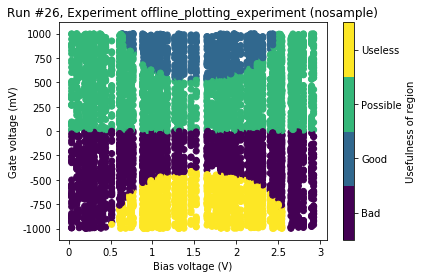 Run #26, Experiment offline_plotting_experiment (nosample)
1000
750
500
250
0
-250
-500
-750
-1000
Gate voltage (mV)
0
0.5
1
1.5
2
2.5
3
Bias voltage (V)
Useless
Possible
Good
Bad
Usefulness of region